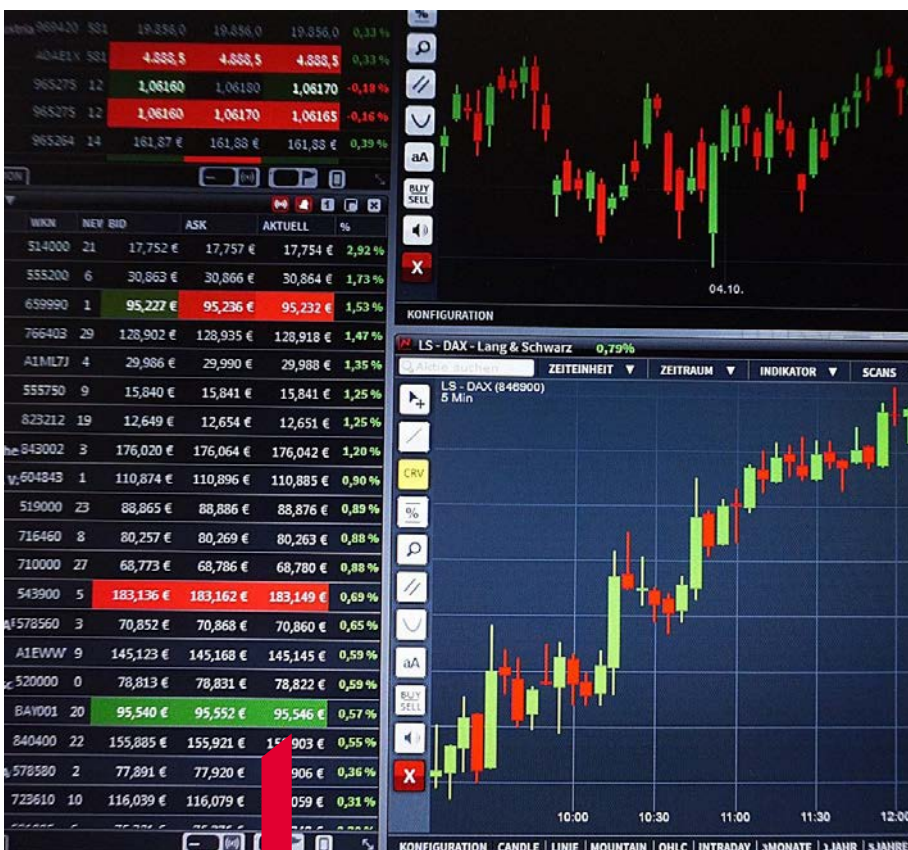 969420 581 19.856,0 19.856,0 19.856,0 0,33 %
A0AE1X 581 4.888,5 4.888,5 4.888,5 0,33 %
965275 12 1,06160 1,06180 1,06170 -0,18 %
965275 12 1,06160 1,06170 1,06165 -0,16 %
965264 14 161,87 € 161,88 € 161,88 € 0,39 %
WKN NEW BID ASK AKTUELL %
514000 21 17,752 € 17,757 € 17,754 € 2,92 %
555200 6 30,863 € 30,866 € 30,864 € 1,73 %
659990 1 95,227 € 95,236 € 95,232 € 1,53 %
766403 29 128,902 € 128,935 € 128,918 € 1,47 %
A1ML7J 4 29,986 € 29,990 € 29,988 € 1,35 %
555750 9 15,840 € 15,841 € 15,841 € 1,25 %
823212 19 12,649 € 12,654 € 12,651 € 1,25 %
843002 3 176,020 € 176,064 € 176,042 € 1,20 %
604843 1 110,874 € 110,896 € 110,885 € 0,90 %
519000 23 88,865 € 88,886 € 88,876 € 0,89 %
716460 8 80,257 € 80,269 € 80,263 € 0,88 %
710000 27 68,773 € 68,786 € 68,780 € 0,88 %
543900 5 183,136 € 183,162 € 183,149 € 0,69 %
578560 3 70,852 € 70,868 € 70,860 € 0,65 %
A1EWW 9 145,123 € 145,168 € 145,145 € 0,59 %
520000 0 78,813 € 78,831 € 78,822 € 0,59 %
BAY001 20 95,540 € 95,552 € 95,546 € 0,57 %
840400 22 155,885 € 155,921 € 903 € 0,55 %
578580 2 77,891 € 77,920 € 906 € 0,36 %
723610 10 116,039 € 116,079 € 059 € 0,31 %
%
aA
BUY
SELL
X
04.10.
KONFIGURATION
LS - DAX - Lang & Schwarz 0,79%
Aktie suchen ZEITEINHEIT ▼ ZEITRAUM ▼ INDIKATOR ▼ SCANS
LS - DAX (846900)
5 Min
CRV
%
aA
BUY
SELL
X
10:00 10:30 11:00 11:30 12:00
KONFIGURATION CANDLE | LINIE | MOUNTAIN | OHLC | INTRADAY | 3MONATE | 1JAHR | 5JAHRE